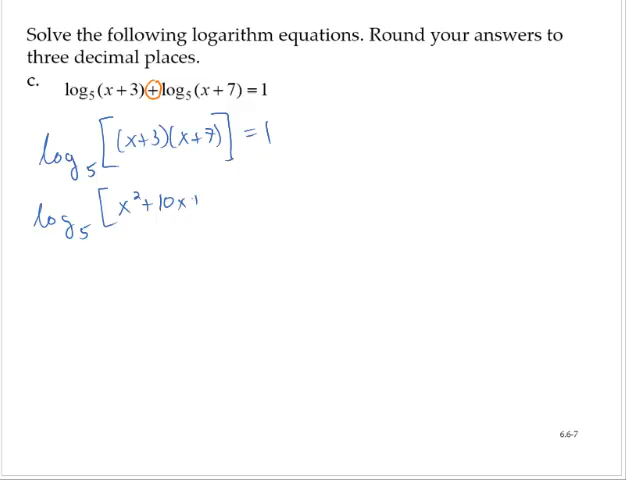 Solve the following logarithm equations. Round your answers to
three decimal places.
c.
log₅(x + 3) + log₅(x + 7) = 1
log₅ [(x+3)(x+7)] = 1
log₅ [x² + 10x
6.6-7